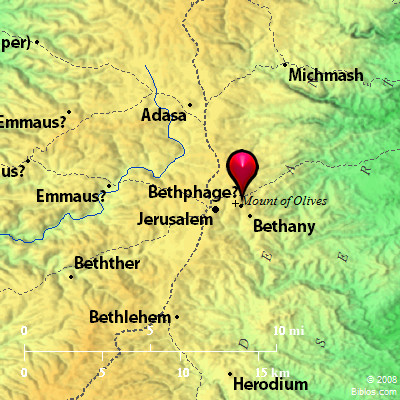 per)
Michmash
Adasa
Emmaus?
us?
Emmaus?
Bethphage?
Mount of Olives
Jerusalem
Bethany
Bethther
Bethlehem
0 5 10 mi
0 5 10 15 km
Herodium
© 2008
Biblos.com
A
R
E
E
D
S